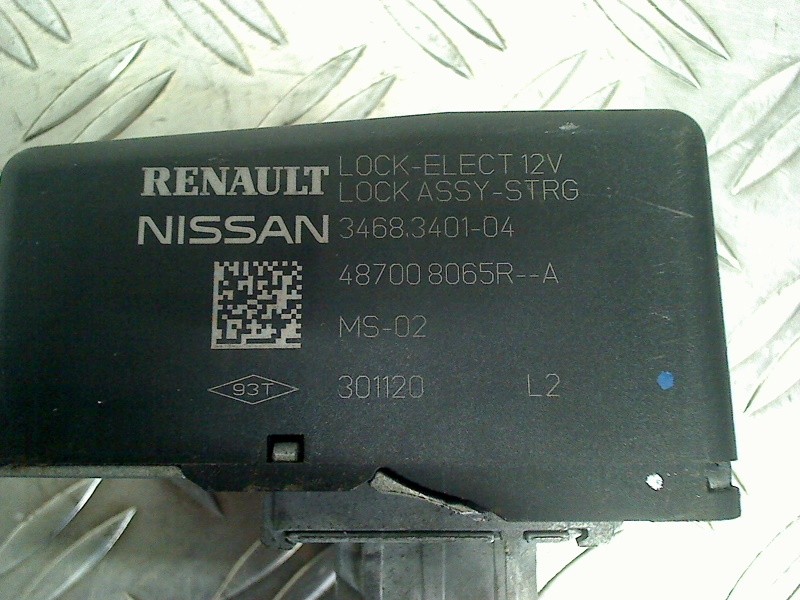 RENAULT LOCK-ELECT 12V
LOCK ASSY-STRG
NISSAN 3468.3401-04
48700 8065R--A
MS-02
93T 301120 L2